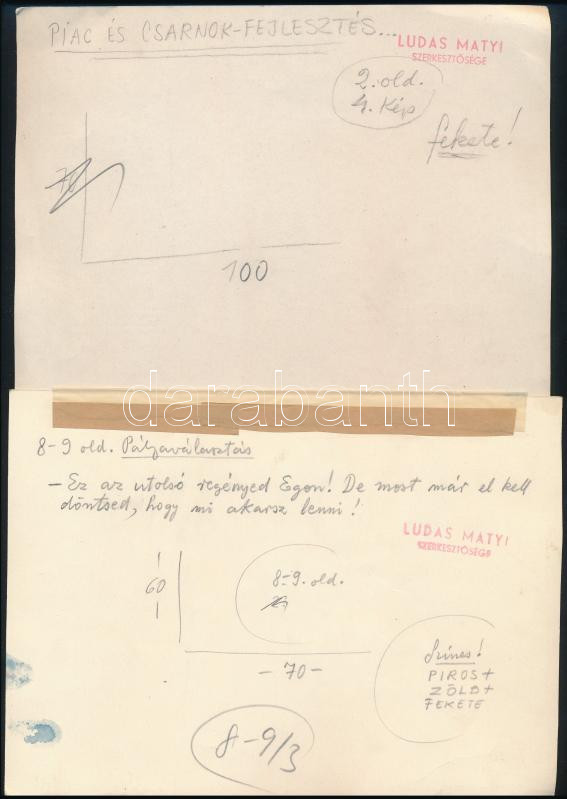 PIAC ÉS CSARNOK-FEJLESZTÉS...
LUDAS MATYI
SZERKESZTŐSÉGE
2. old.
4. Kép
fekete!
70
100
darabanth
8-9 old. Pályaválasztás
- Ez az utolsó regényed Egon! De most már el kell
döntsed, hogy mi akarsz lenni!
LUDAS MATYI
SZERKESZTŐSÉGE
60
8-9. old.
- 70 -
Színes!
PIROS+
ZÖLD+
FEKETE
8-9/3